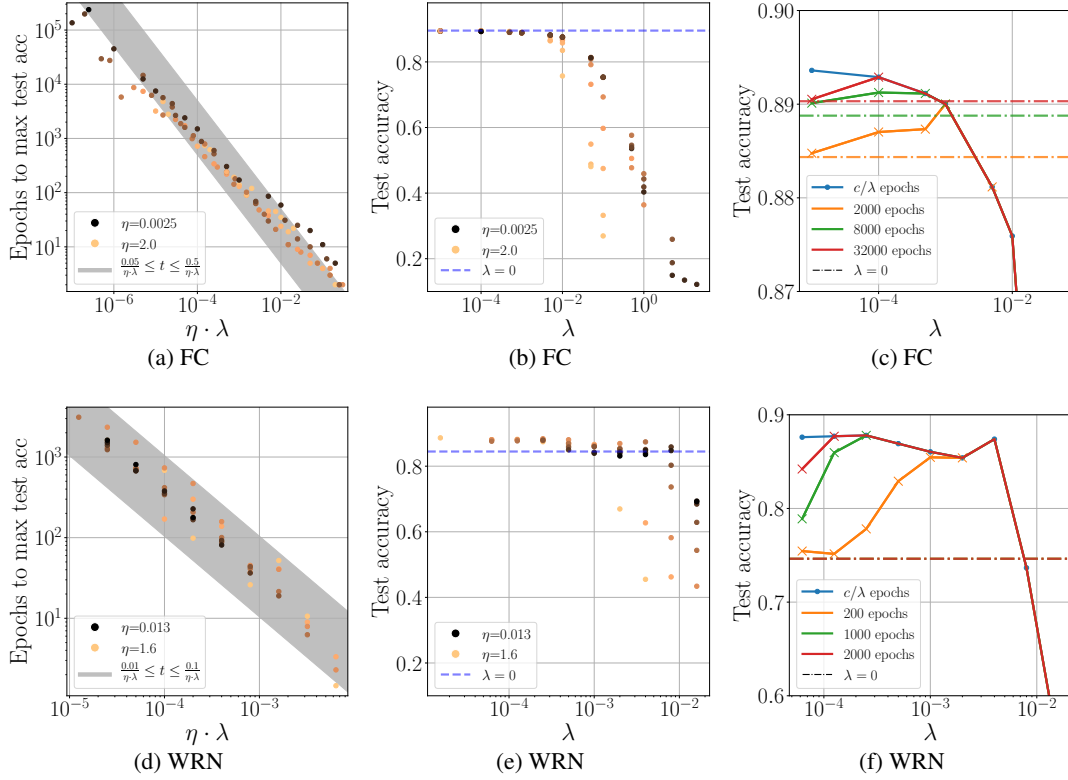 Epochs to max test acc
10^5
10^4
10^3
10^2
10^1
η=0.0025
η=2.0
0.05/(η·λ) ≤ t ≤ 0.5/(η·λ)
10^−6
10^−4
10^−2
η · λ
(a) FC
Test accuracy
0.8
0.6
0.4
0.2
η=0.0025
η=2.0
λ = 0
10^−4
10^−2
10^0
λ
(b) FC
Test accuracy
0.90
0.89
0.88
0.87
c/λ epochs
2000 epochs
8000 epochs
32000 epochs
λ = 0
10^−4
10^−2
λ
(c) FC
Epochs to max test acc
10^3
10^2
10^1
η=0.013
η=1.6
0.01/(η·λ) ≤ t ≤ 0.1/(η·λ)
10^−5
10^−4
10^−3
η · λ
(d) WRN
Test accuracy
0.8
0.6
0.4
0.2
η=0.013
η=1.6
λ = 0
10^−4
10^−3
10^−2
λ
(e) WRN
Test accuracy
0.9
0.8
0.7
0.6
c/λ epochs
200 epochs
1000 epochs
2000 epochs
λ = 0
10^−4
10^−3
10^−2
λ
(f) WRN